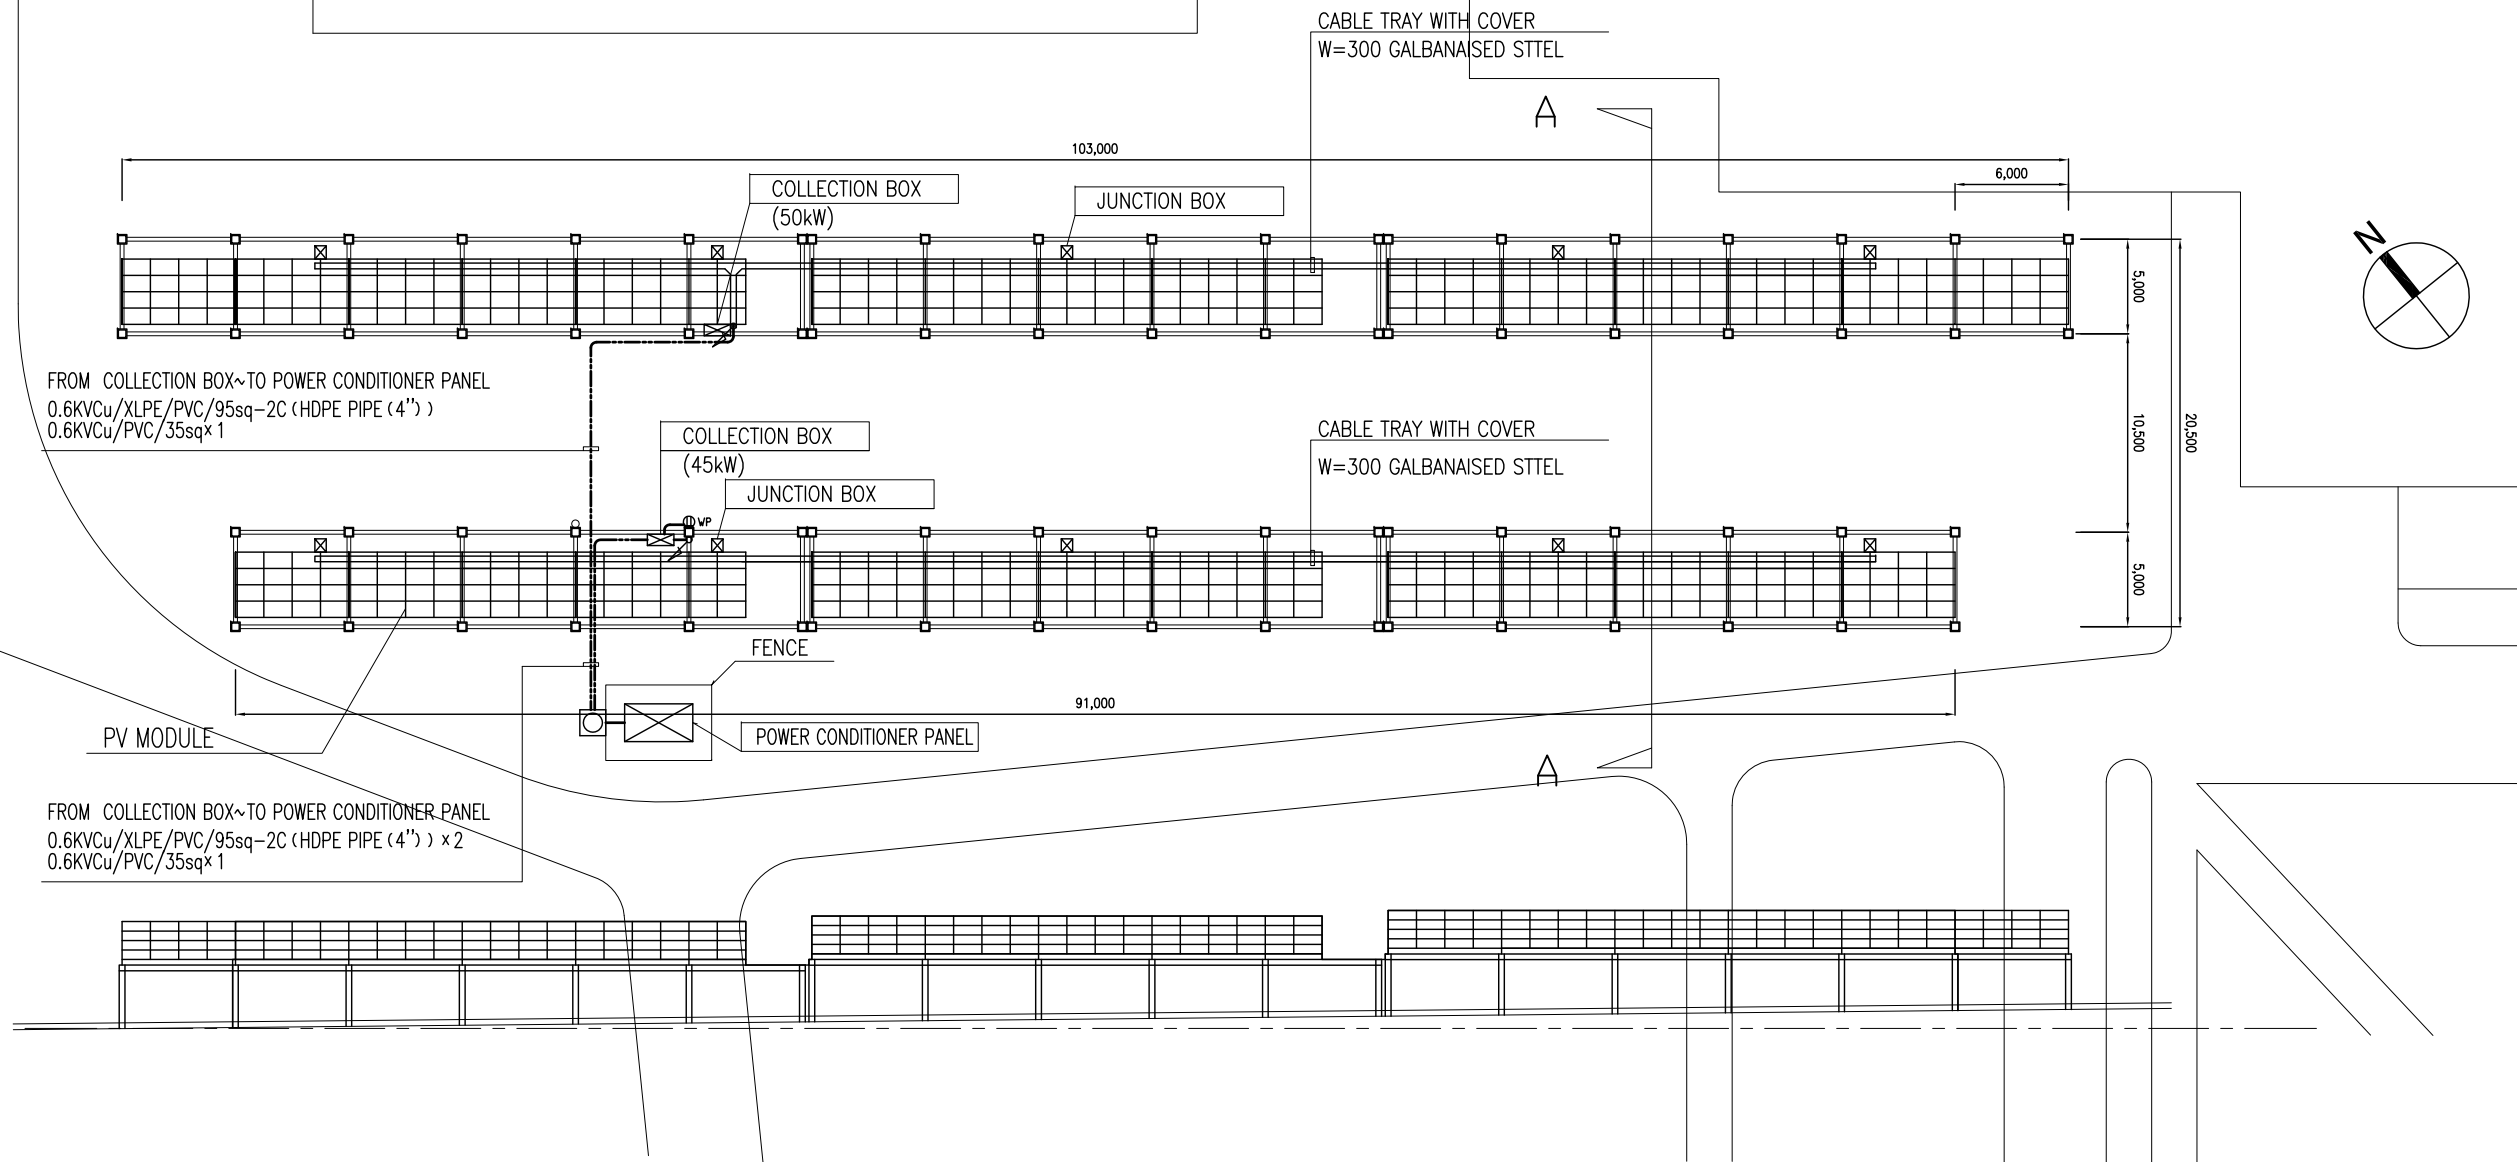 CABLE TRAY WITH COVER
W=300 GALBANAISED STTEL
A
103,000
6,000
COLLECTION BOX
(50kW)
JUNCTION BOX
N
5,000
FROM COLLECTION BOX~TO POWER CONDITIONER PANEL
0.6KVCu/XLPE/PVC/95sq-2C(HDPE PIPE(4"))
0.6KVCu/PVC/35sq×1
COLLECTION BOX
(45kW)
JUNCTION BOX
CABLE TRAY WITH COVER
W=300 GALBANAISED STTEL
10,500
20,500
WP
5,000
FENCE
91,000
PV MODULE
POWER CONDITIONER PANEL
A
FROM COLLECTION BOX~TO POWER CONDITIONER PANEL
0.6KVCu/XLPE/PVC/95sq-2C(HDPE PIPE(4"))×2
0.6KVCu/PVC/35sq×1